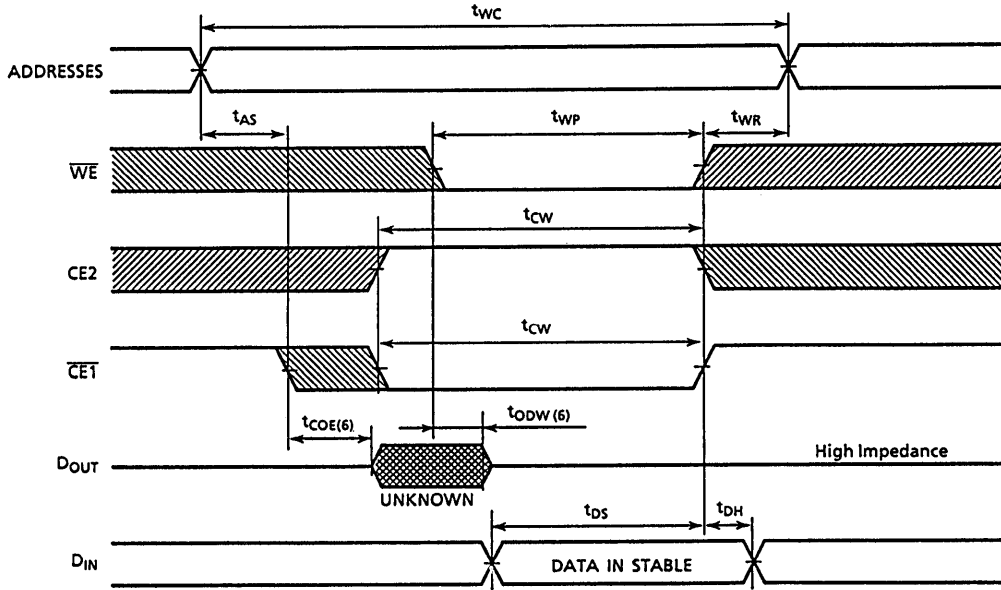 tWC
ADDRESSES
tAS
tWP
tWR
WE
tCW
CE2
tCW
CE1
tCOE(6)
tODW(6)
DOUT
High Impedance
UNKNOWN
tDS
tDH
DIN
DATA IN STABLE